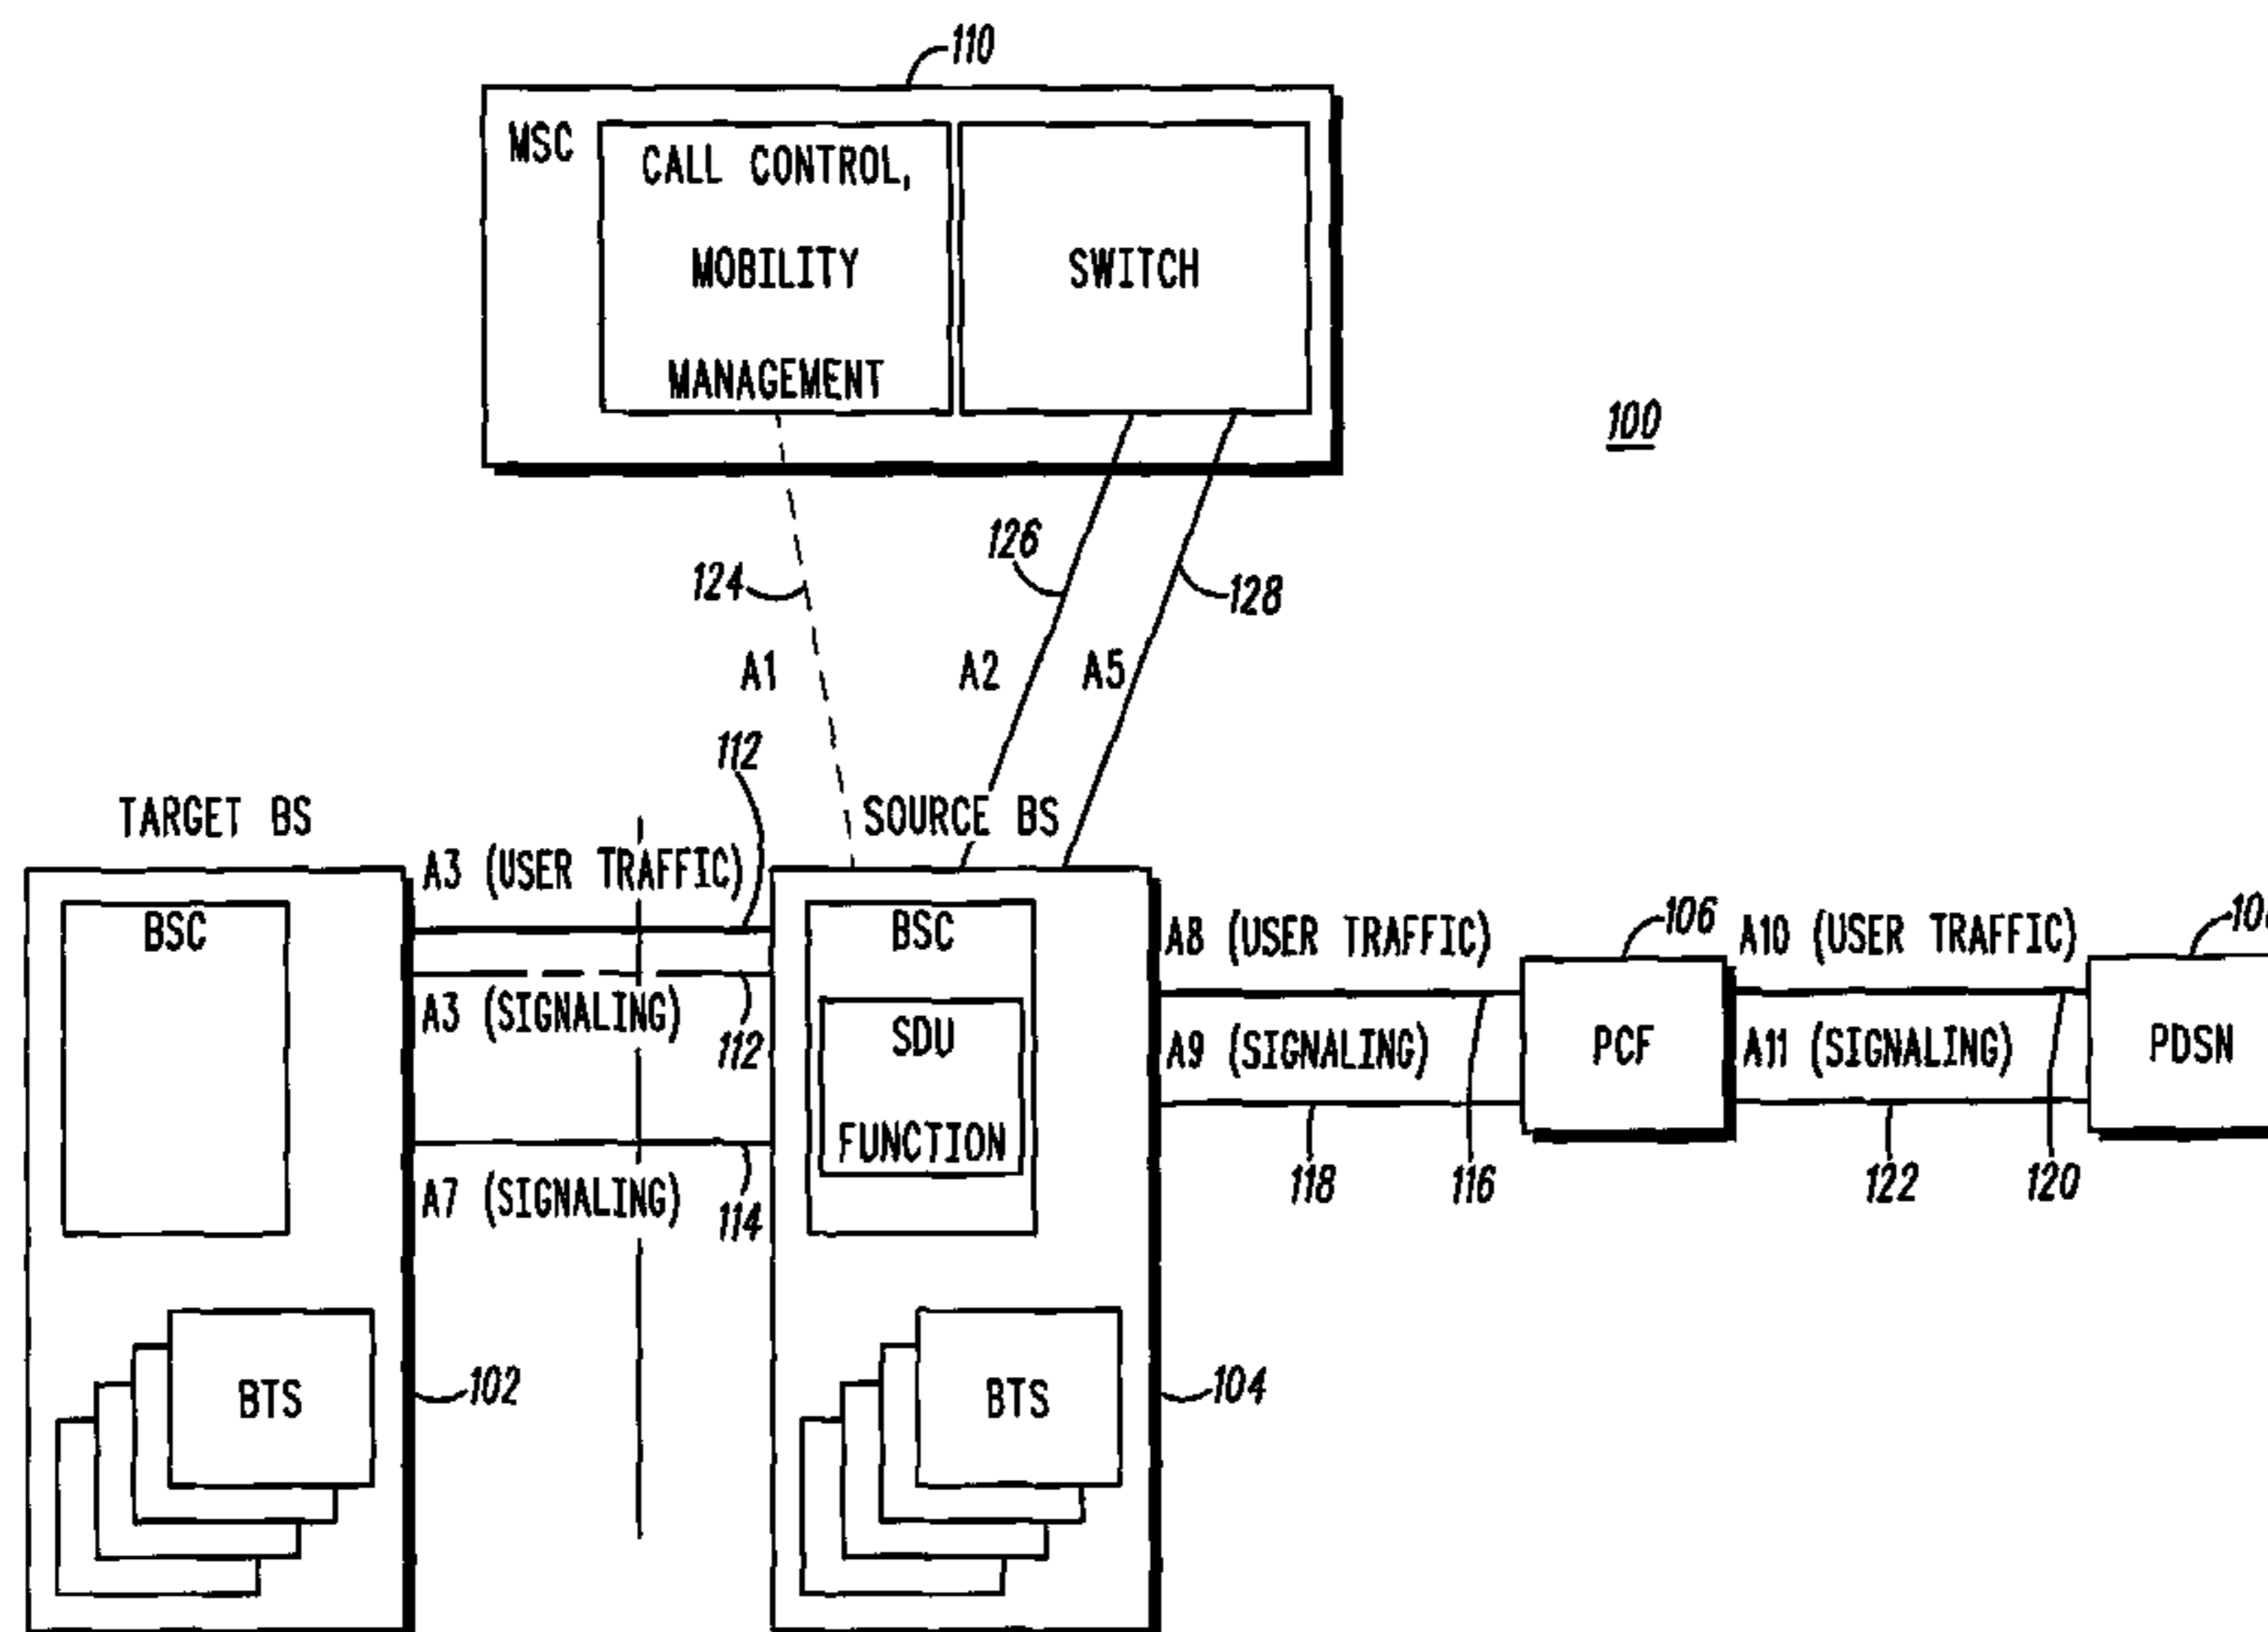 110
MSC
CALL CONTROL,
MOBILITY
MANAGEMENT
SWITCH
100
124
126
128
A1
A2
A5
112
TARGET BS
SOURCE BS
A3 (USER TRAFFIC)
BSC
A3 (SIGNALING)
112
A7 (SIGNALING)
114
BTS
102
BSC
SDU
FUNCTION
BTS
104
A8 (USER TRAFFIC)
A9 (SIGNALING)
118
116
106
PCF
A10 (USER TRAFFIC)
A11 (SIGNALING)
122
120
PDSN